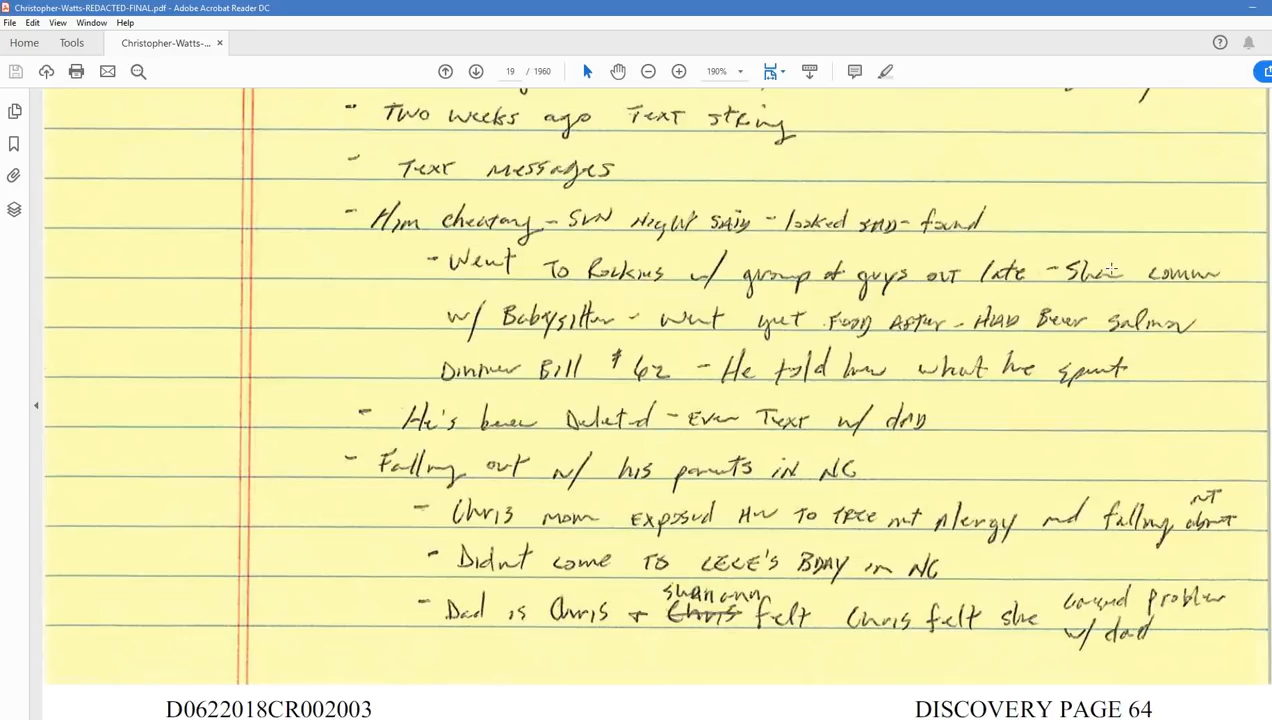 Christopher-Watts-REDACTED-FINAL.pdf - Adobe Acrobat Reader DC
File Edit View Window Help
Home Tools Christopher-Watts-... ×
19 / 1960 190%
- Two weeks ago Text string
- Text messages
- Him cheating - SUN Night SAID - looked SAD - found
- Went To Rockies w/ group of guys out late - She comm
w/ Babysitter - went get Food After - HAD Beer salmon
Dinner Bill $62 - He told her what he spent
- He's been Deleted - Even Text w/ dad
- Falling out w/ his parents in NC
- Chris mom exposed Her To tree nut Alergy and falling out
- Didnt come To CECE'S BDAY in NC
- Dad is Chris + Chris Shanann felt Chris felt she caused problem
w/ dad
D0622018CR002003 DISCOVERY PAGE 64